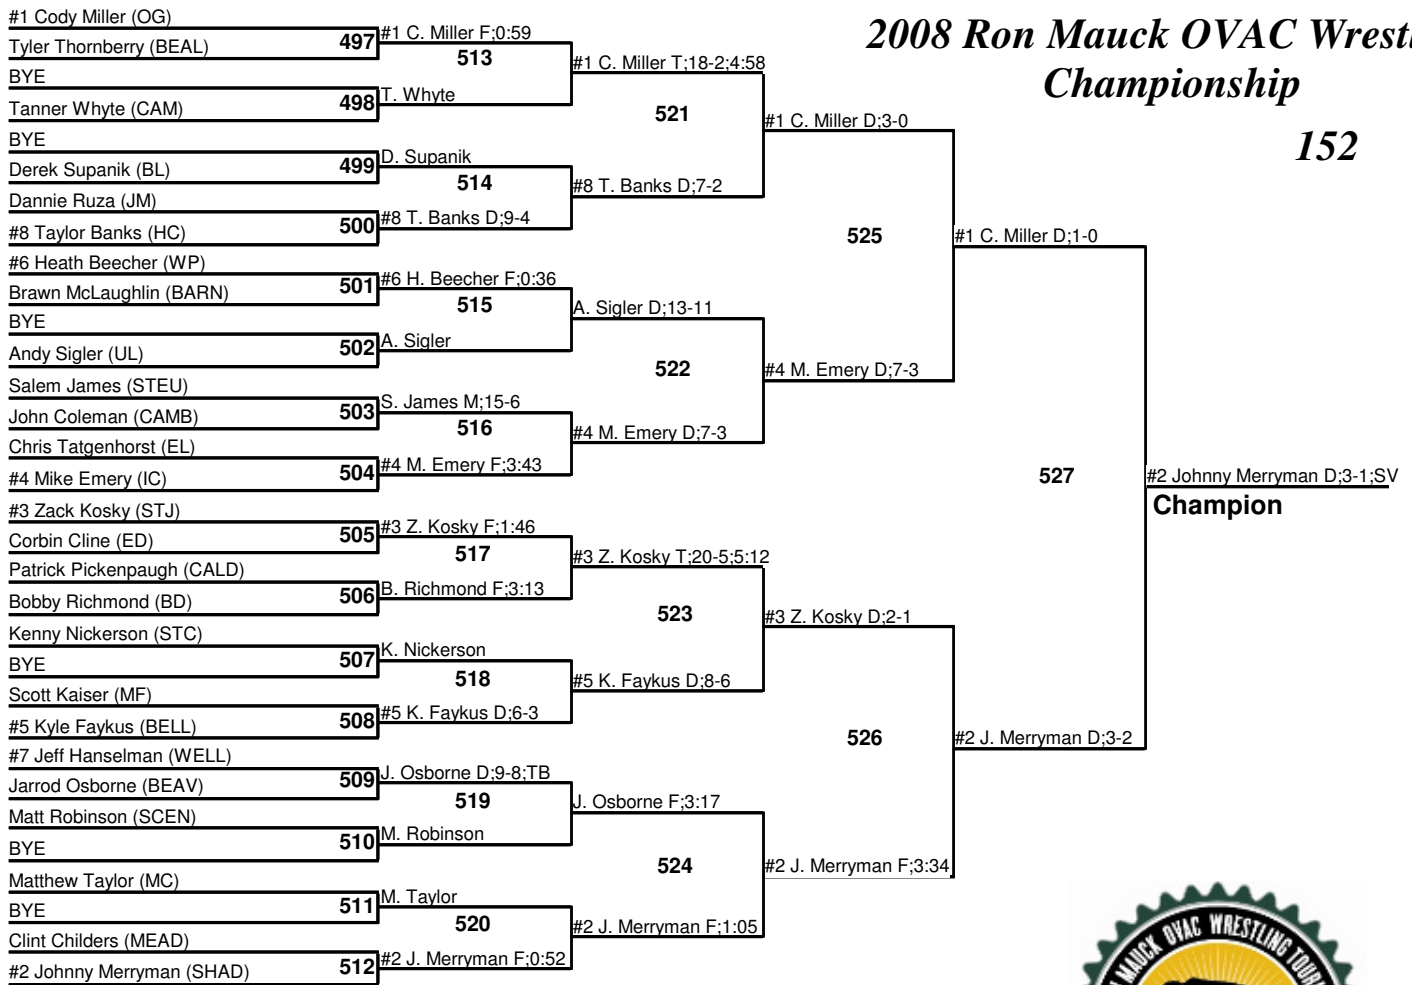 2008 Ron Mauck OVAC Wrestl
Championship
152
#1 Cody Miller (OG)
Tyler Thornberry (BEAL)
BYE
Tanner Whyte (CAM)
BYE
Derek Supanik (BL)
Dannie Ruza (JM)
#8 Taylor Banks (HC)
#6 Heath Beecher (WP)
Brawn McLaughlin (BARN)
BYE
Andy Sigler (UL)
Salem James (STEU)
John Coleman (CAMB)
Chris Tatgenhorst (EL)
#4 Mike Emery (IC)
#3 Zack Kosky (STJ)
Corbin Cline (ED)
Patrick Pickenpaugh (CALD)
Bobby Richmond (BD)
Kenny Nickerson (STC)
BYE
Scott Kaiser (MF)
#5 Kyle Faykus (BELL)
#7 Jeff Hanselman (WELL)
Jarrod Osborne (BEAV)
Matt Robinson (SCEN)
BYE
Matthew Taylor (MC)
BYE
Clint Childers (MEAD)
#2 Johnny Merryman (SHAD)
497
498
499
500
501
502
503
504
505
506
507
508
509
510
511
512
#1 C. Miller F;0:59
T. Whyte
D. Supanik
#8 T. Banks D;9-4
#6 H. Beecher F;0:36
A. Sigler
S. James M;15-6
#4 M. Emery F;3:43
#3 Z. Kosky F;1:46
B. Richmond F;3:13
K. Nickerson
#5 K. Faykus D;6-3
J. Osborne D;9-8;TB
M. Robinson
M. Taylor
#2 J. Merryman F;0:52
513
514
515
516
517
518
519
520
#1 C. Miller T;18-2;4:58
#8 T. Banks D;7-2
A. Sigler D;13-11
#4 M. Emery D;7-3
#3 Z. Kosky T;20-5;5:12
#5 K. Faykus D;8-6
J. Osborne F;3:17
#2 J. Merryman F;1:05
521
522
523
524
#1 C. Miller D;3-0
#4 M. Emery D;7-3
#3 Z. Kosky D;2-1
#2 J. Merryman F;3:34
525
526
#1 C. Miller D;1-0
#2 J. Merryman D;3-2
527
#2 Johnny Merryman D;3-1;SV
Champion
MAUCK OVAC WRESTLING TOUR